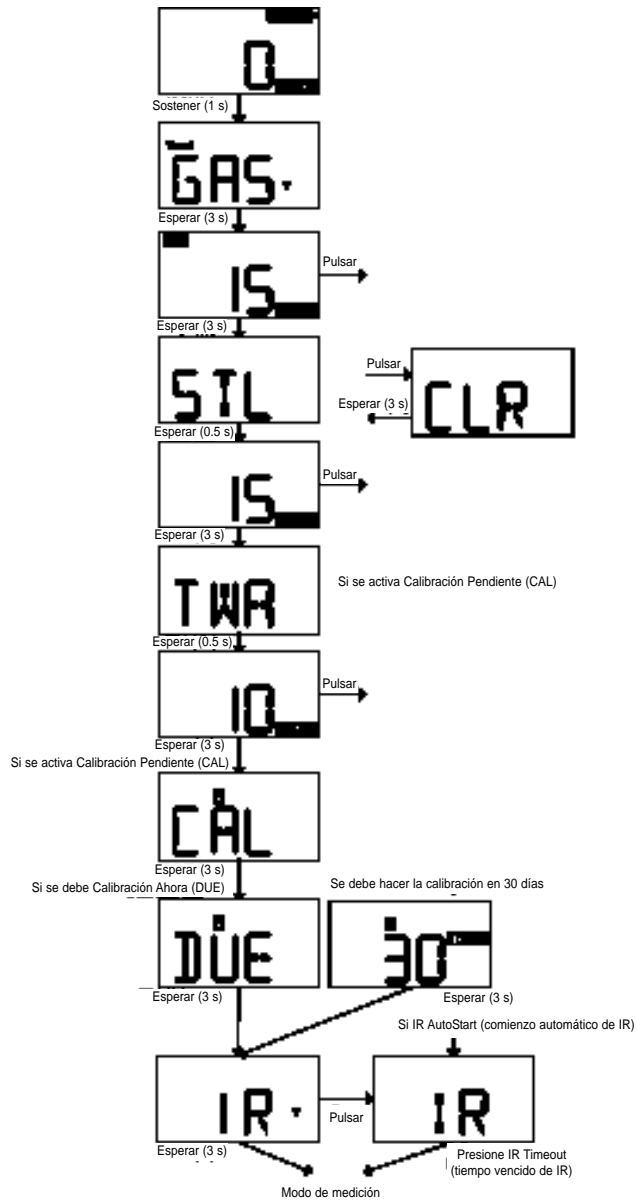 0
Sostener (1 s)
GAS
Esperar (3 s)
15
Pulsar
Esperar (3 s)
STL
Pulsar
CLR
Esperar (3 s)
Esperar (0.5 s)
15
Pulsar
Esperar (3 s)
TWA
Si se activa Calibración Pendiente (CAL)
Esperar (0.5 s)
10
Pulsar
Esperar (3 s)
Si se activa Calibración Pendiente (CAL)
CAL
Esperar (3 s)
Si se debe Calibración Ahora (DUE)
Se debe hacer la calibración en 30 días
DUE
30
Esperar (3 s)
Esperar (3 s)
Si IR AutoStart (comienzo automático de IR)
IR
Pulsar
IR
Esperar (3 s)
Presione IR Timeout
(tiempo vencido de IR)
Modo de medición